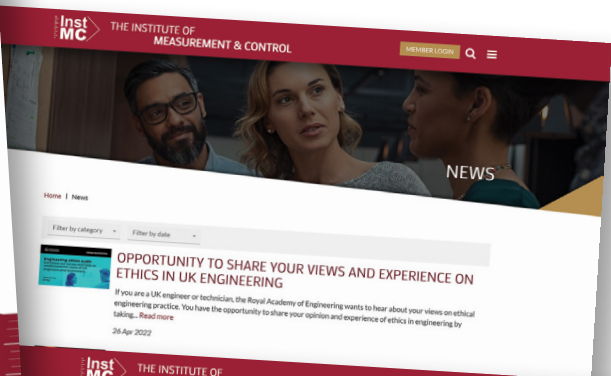 Inst
MC
THE INSTITUTE OF
MEASUREMENT & CONTROL
MEMBER LOGIN
NEWS
Home | News
Filter by category
Filter by date
Engineering ethics audit
OPPORTUNITY TO SHARE YOUR VIEWS AND EXPERIENCE ON
ETHICS IN UK ENGINEERING
If you are a UK engineer or technician, the Royal Academy of Engineering wants to hear about your views on ethical
engineering practice. You have the opportunity to share your opinion and experience of ethics in engineering by
taking... Read more
26 Apr 2022
Inst
MC
THE INSTITUTE OF